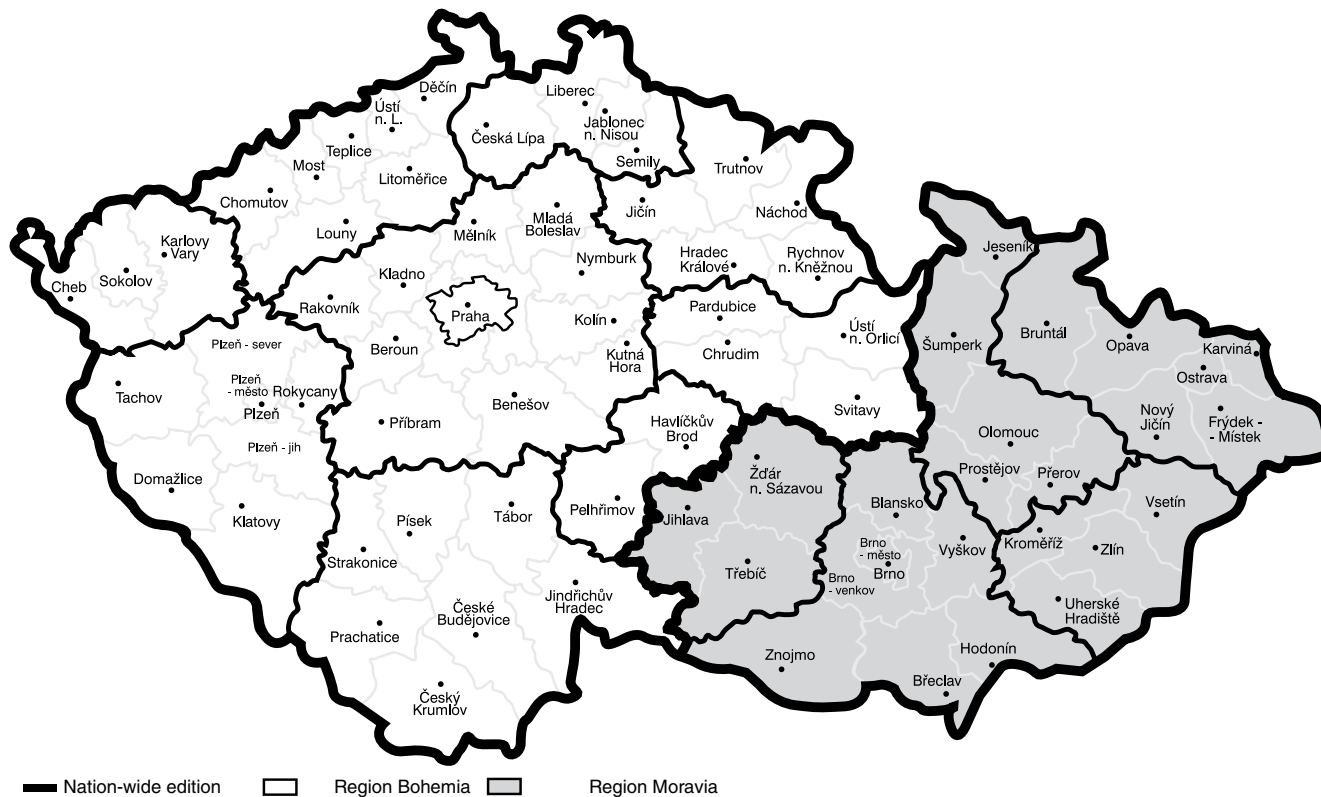 Děčín
Ústí
n. L.
Teplice
Most
Litoměřice
Chomutov
Louny
Liberec
Česká Lípa
Jablonec
n. Nisou
Semily
Trutnov
Jičín
Náchod
Hradec
Králové
Rychnov
n. Kněžnou
Karlovy
Vary
Sokolov
Cheb
Mělník
Mladá
Boleslav
Kladno
Nymburk
Rakovník
Praha
Kolín
Beroun
Kutná
Hora
Benešov
Příbram
Pardubice
Chrudim
Ústí
n. Orlicí
Svitavy
Plzeň - sever
Plzeň
- město
Rokycany
Tachov
Plzeň
Plzeň - jih
Domažlice
Klatovy
Havlíčkův
Brod
Pelhřimov
Žďár
n. Sázavou
Jihlava
Třebíč
Písek
Tábor
Strakonice
Jindřichův
Hradec
České
Budějovice
Prachatice
Český
Krumlov
Jeseník
Šumperk
Olomouc
Prostějov
Přerov
Bruntál
Opava
Karviná
Ostrava
Nový
Jičín
Frýdek -
- Místek
Blansko
Vyškov
Brno
- město
Brno
Brno
- venkov
Znojmo
Hodonín
Břeclav
Vsetín
Kroměříž
Zlín
Uherské
Hradiště
Nation-wide edition
Region Bohemia
Region Moravia